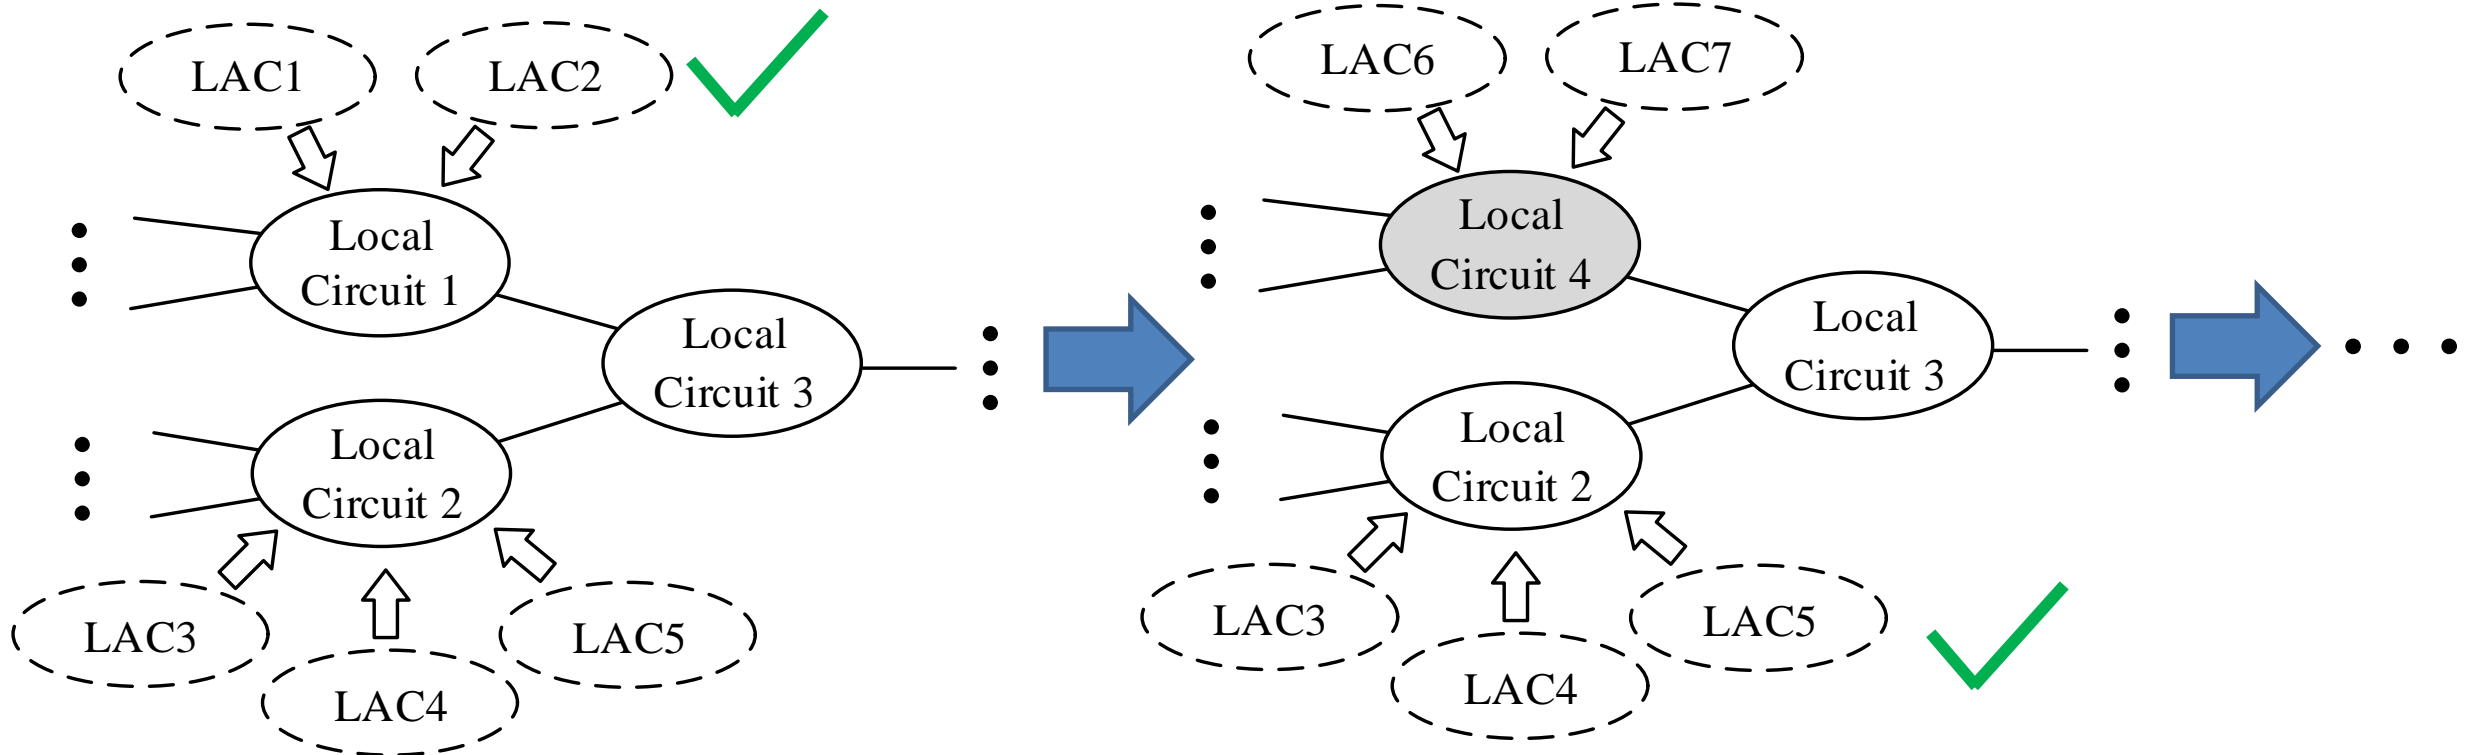 LAC1
LAC2
Local
Circuit 1
Local
Circuit 3
Local
Circuit 2
LAC3
LAC5
LAC4
LAC6
LAC7
Local
Circuit 4
Local
Circuit 3
Local
Circuit 2
LAC3
LAC5
LAC4